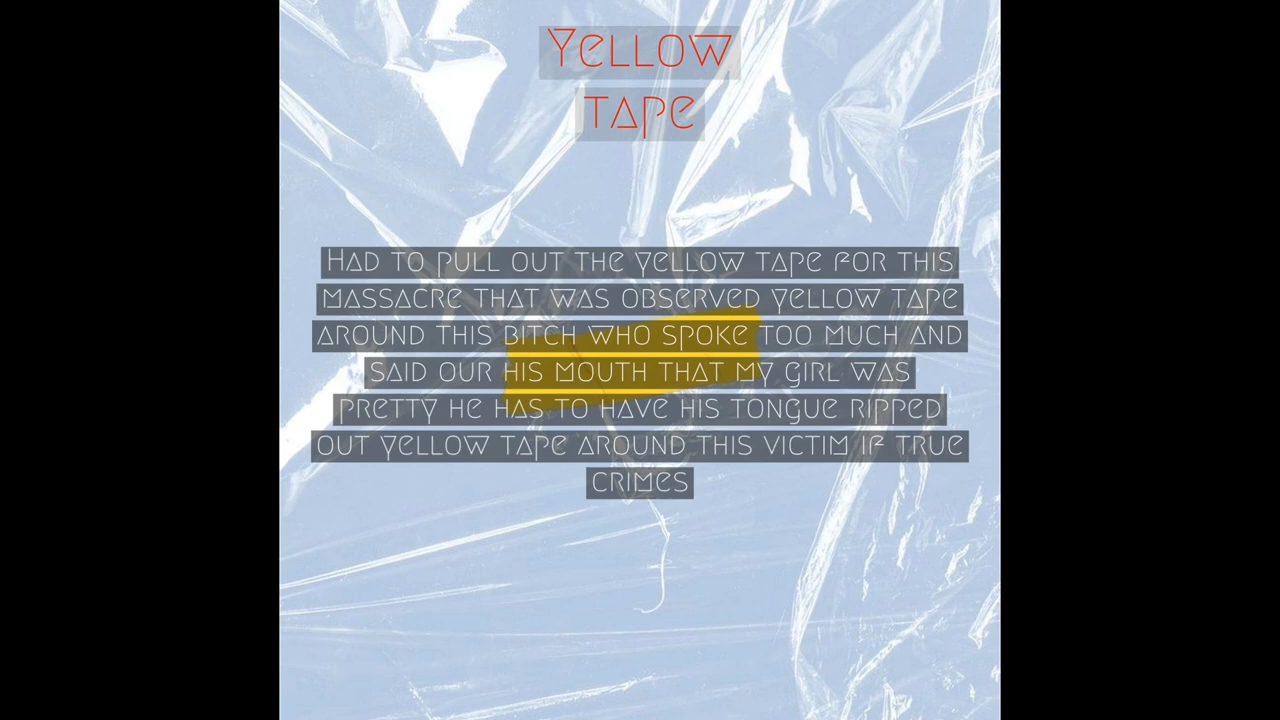 Yellow
Tape
Had to pull out the yellow tape for this
massacre that was observed yellow tape
around this bitch who spoke too much and
said our his mouth that my girl was
pretty he has to have his tongue ripped
out yellow tape around this victim if true
crimes